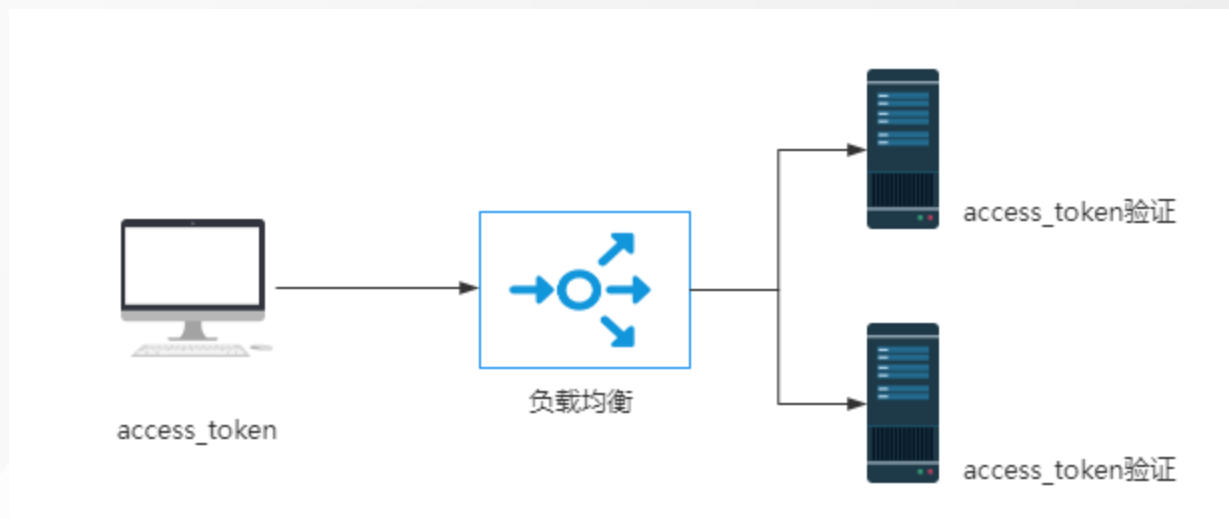 access_token验证
负载均衡
access_token
access_token验证